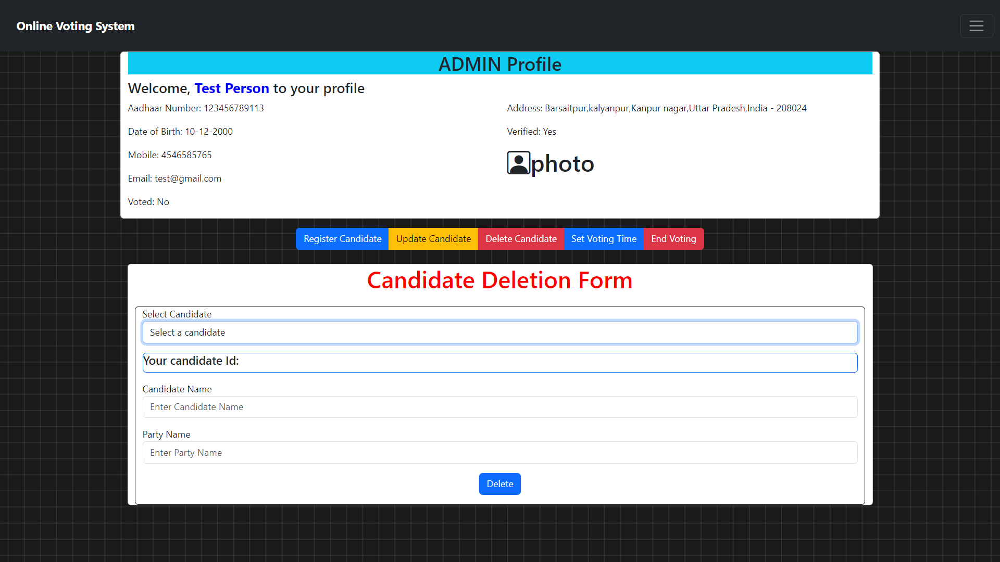 Online Voting System
ADMIN Profile
Welcome, Test Person to your profile
Aadhaar Number: 123456789113
Date of Birth: 10-12-2000
Mobile: 4546585765
Email: test@gmail.com
Voted: No
Address: Barsaitpur,kalyanpur,Kanpur nagar,Uttar Pradesh,India - 208024
Verified: Yes
photo
Register Candidate Update Candidate Delete Candidate Set Voting Time End Voting
Candidate Deletion Form
Select Candidate
Select a candidate
Your candidate Id:
Candidate Name
Enter Candidate Name
Party Name
Enter Party Name
Delete